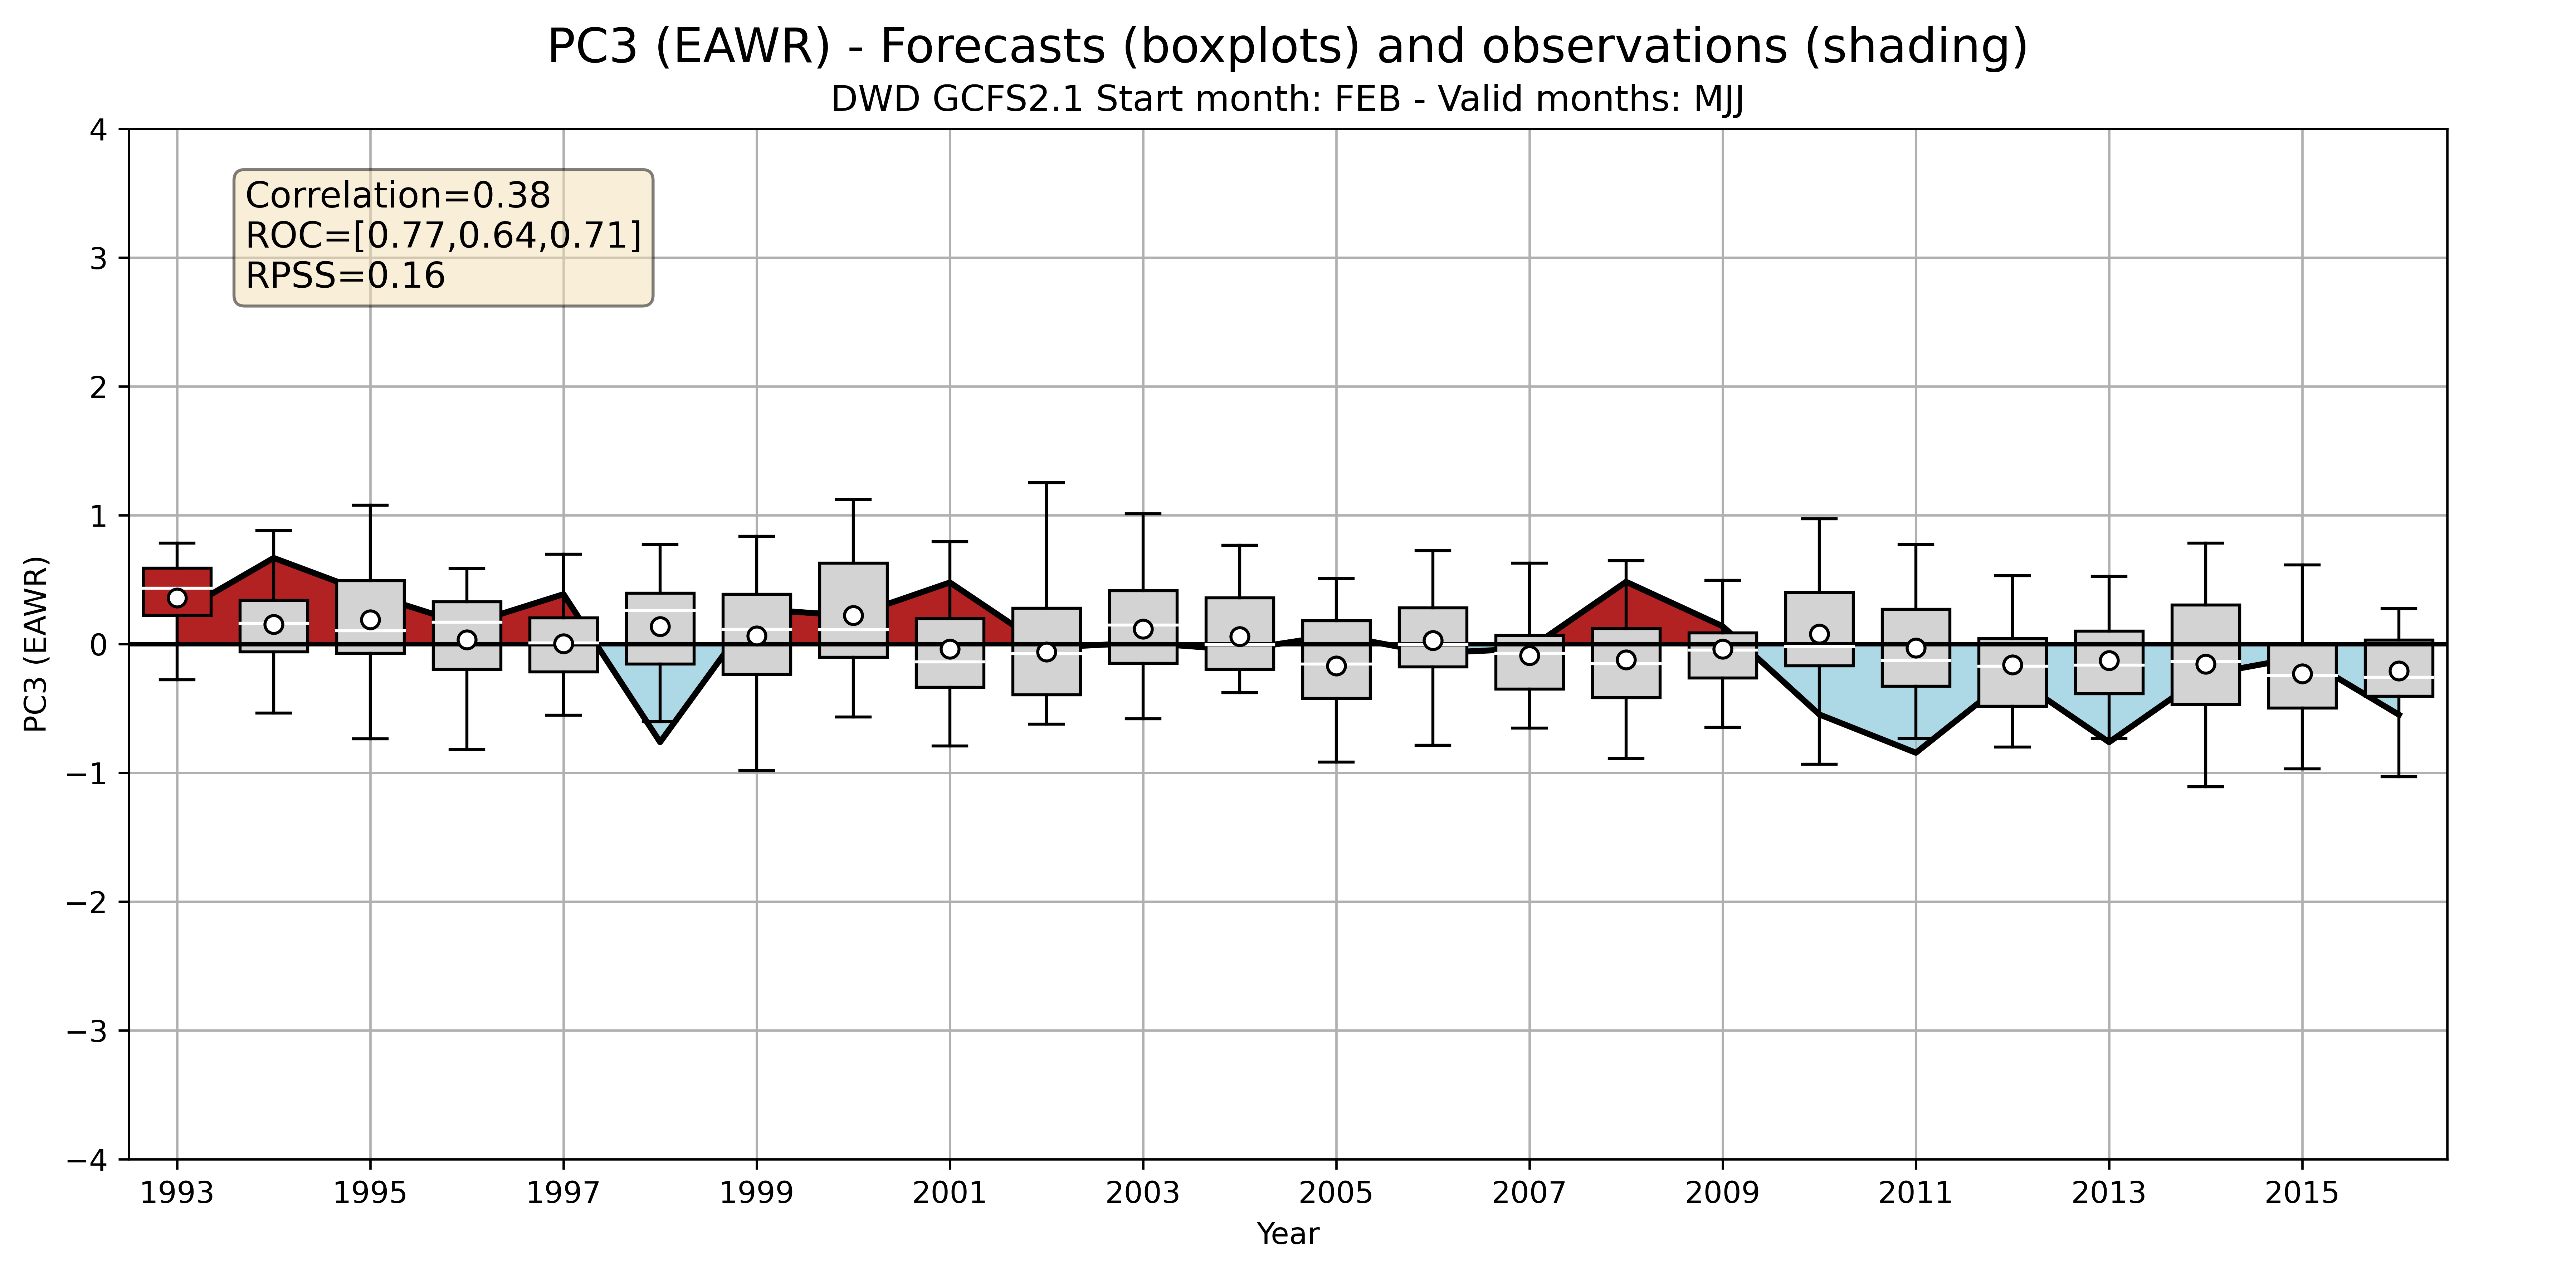 PC3 (EAWR) - Forecasts (boxplots) and observations (shading)
DWD GCFS2.1 Start month: FEB - Valid months: MJJ
Correlation=0.38
ROC=[0.77,0.64,0.71]
RPSS=0.16
PC3 (EAWR)
4
3
2
1
0
−1
−2
−3
−4
1993 1995 1997 1999 2001 2003 2005 2007 2009 2011 2013 2015
Year